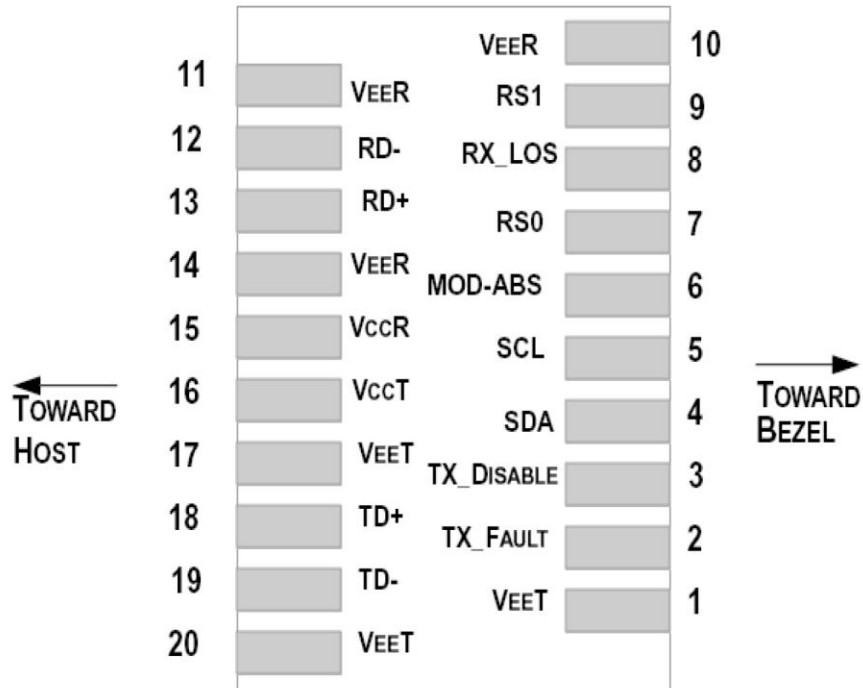 VEER 10
11 VEER
RS1 9
12 RD-
RX_LOS 8
13 RD+
RS0 7
14 VEER
MOD-ABS 6
15 VCCR
SCL 5
16 VCCT
TOWARD
HOST
TOWARD
BEZEL
SDA 4
17 VEET
TX_DISABLE 3
18 TD+
TX_FAULT 2
19 TD-
VEET 1
20 VEET